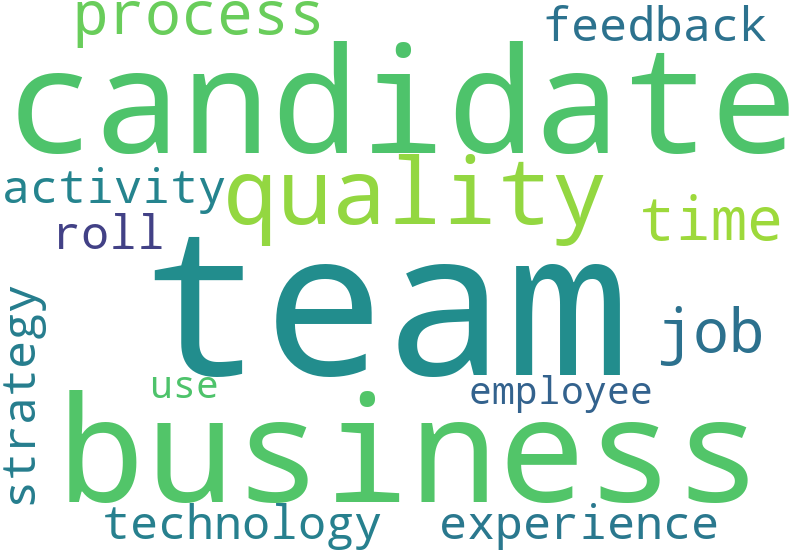 process
feedback
candidate
activity
quality
roll
time
team
strategy
job
use
employee
business
technology
experience